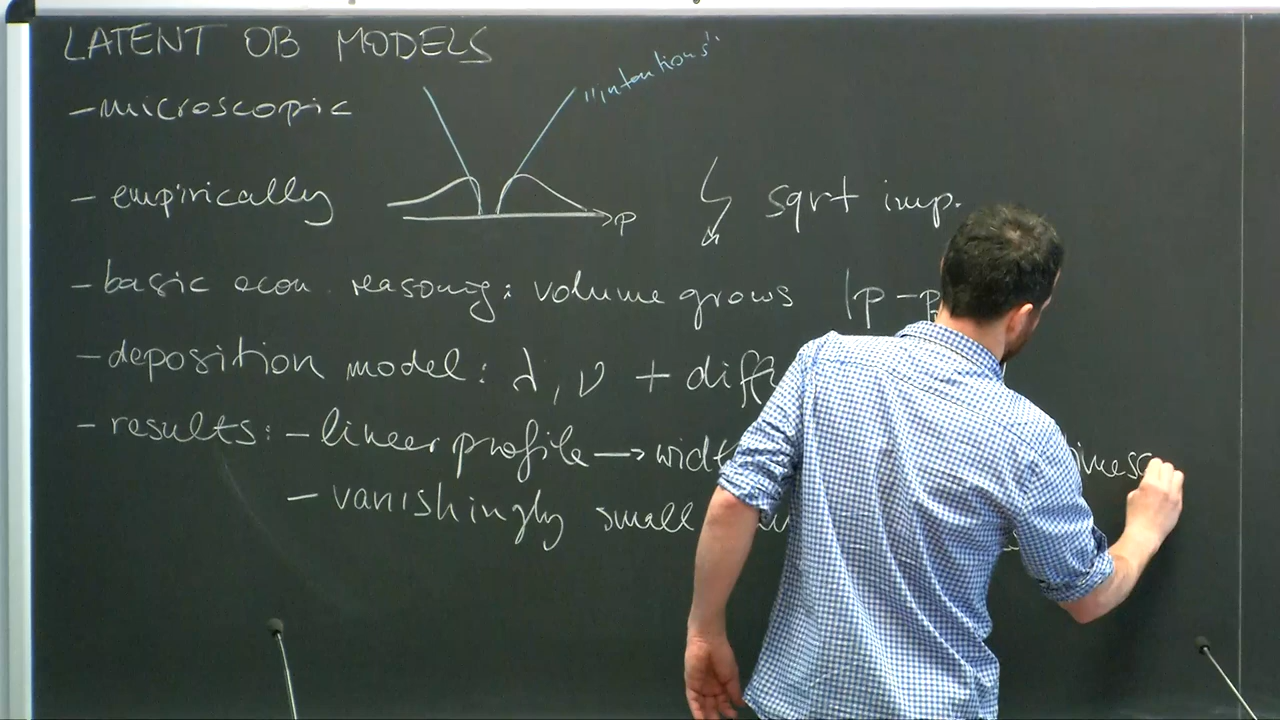 LATENT OB MODELS
"intentions"
- microscopic
- empirically
p
sqrt imp.
- basic econ. reasoning: volume grows |p - p
- deposition model: λ, ν + diff
- results: - linear profile → widt
- vanishingly small